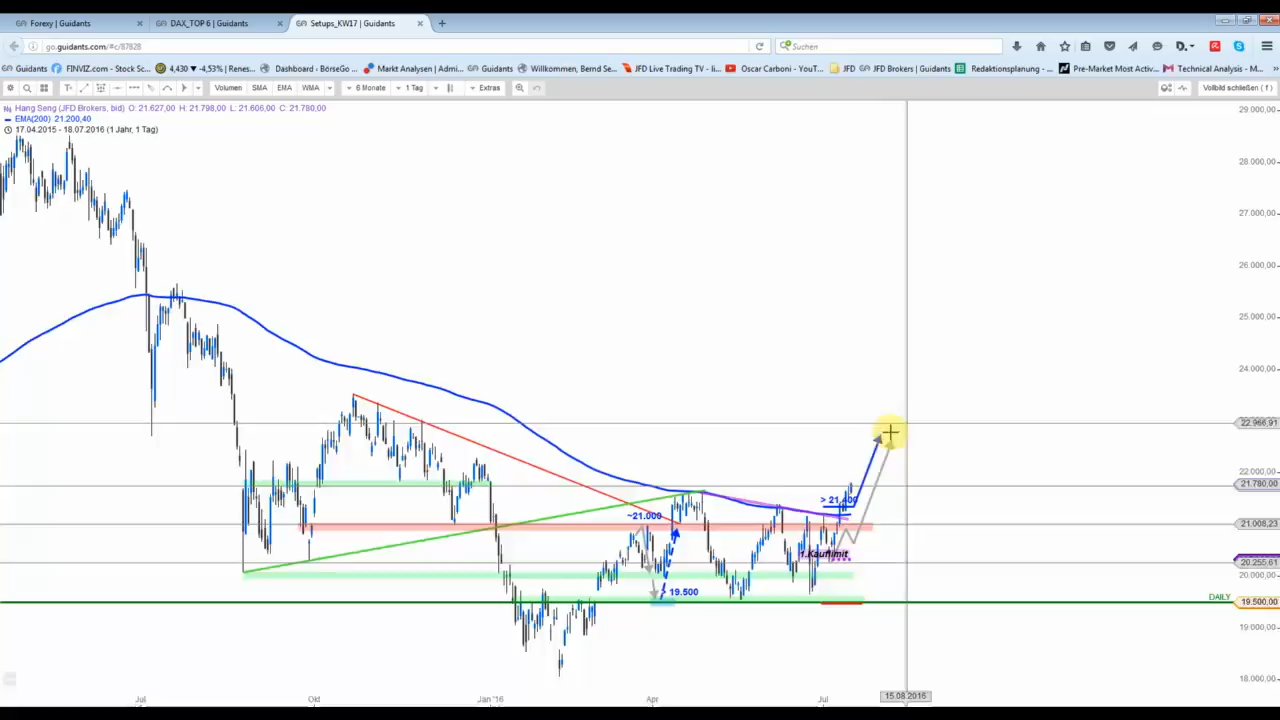 Forexy | Guidants
DAX_TOP 6 | Guidants
Setups_KW17 | Guidants
go.guidants.com/#c/87828
Suchen
Guidants
FINVIZ.com - Stock Sc...
4,430 ▼ -4,53% | Renes...
Dashboard ‹ BörseGo ...
Markt Analysen | Admi...
Guidants
Willkommen, Bernd Se...
JFD Live Trading TV - li...
Oscar Carboni - YouT...
JFD
JFD Brokers | Guidants
Redaktionsplanung - ...
Pre-Market Most Activ...
Technical Analysis - M...
Volumen
SMA
EMA
WMA
6 Monate
1 Tag
Extras
Vollbild schließen ( f )
Hang Seng (JFD Brokers, bid) O: 21.627,00 H: 21.798,00 L: 21.606,00 C: 21.780,00
EMA(200) 21.200,40
17.04.2015 - 18.07.2016 (1 Jahr, 1 Tag)
29.000,00
28.000,00
27.000,00
26.000,00
25.000,00
24.000,00
22.966,91
22.000,00
21.780,00
> 21.400
~21.000
21.008,23
1.Kauflimit
20.255,61
20.000,00
19.500
DAILY
19.500,00
19.000,00
18.000,00
Jul
Okt
Jan '16
Apr
Jul
15.08.2016